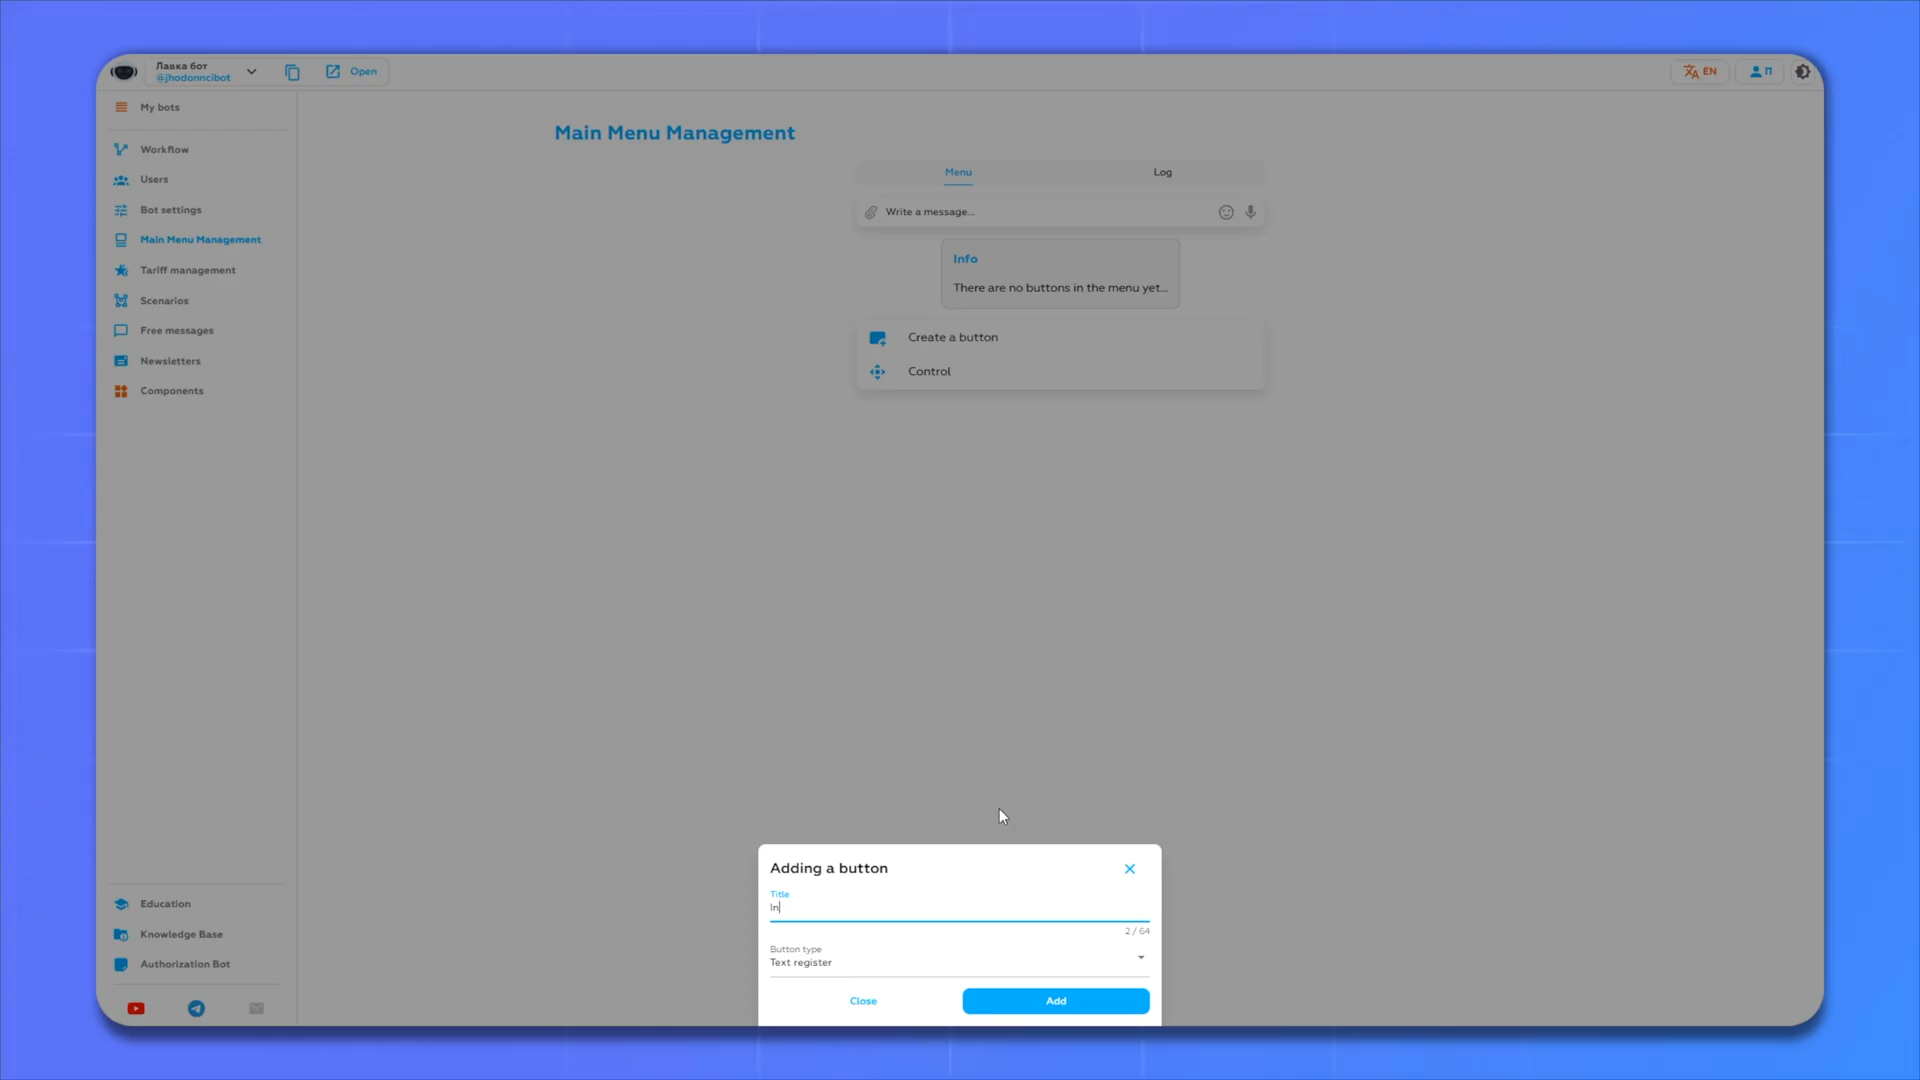 Лавка бот
@jhodonncibot
Open
EN
П
My bots
Workflow
Users
Bot settings
Main Menu Management
Tariff management
Scenarios
Free messages
Newsletters
Components
Education
Knowledge Base
Authorization Bot
Main Menu Management
Menu
Log
Write a message...
Info
There are no buttons in the menu yet...
Create a button
Control
Adding a button
Title
In
2 / 64
Button type
Text register
Close
Add